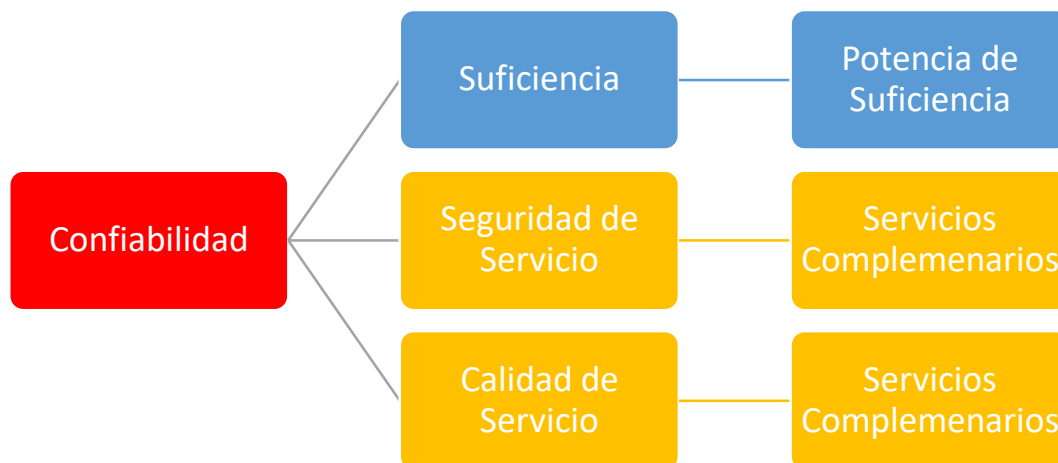 Confiabilidad
Suficiencia
Potencia de
Suficiencia
Seguridad de
Servicio
Servicios
Complemenarios
Calidad de
Servicio
Servicios
Complemenarios